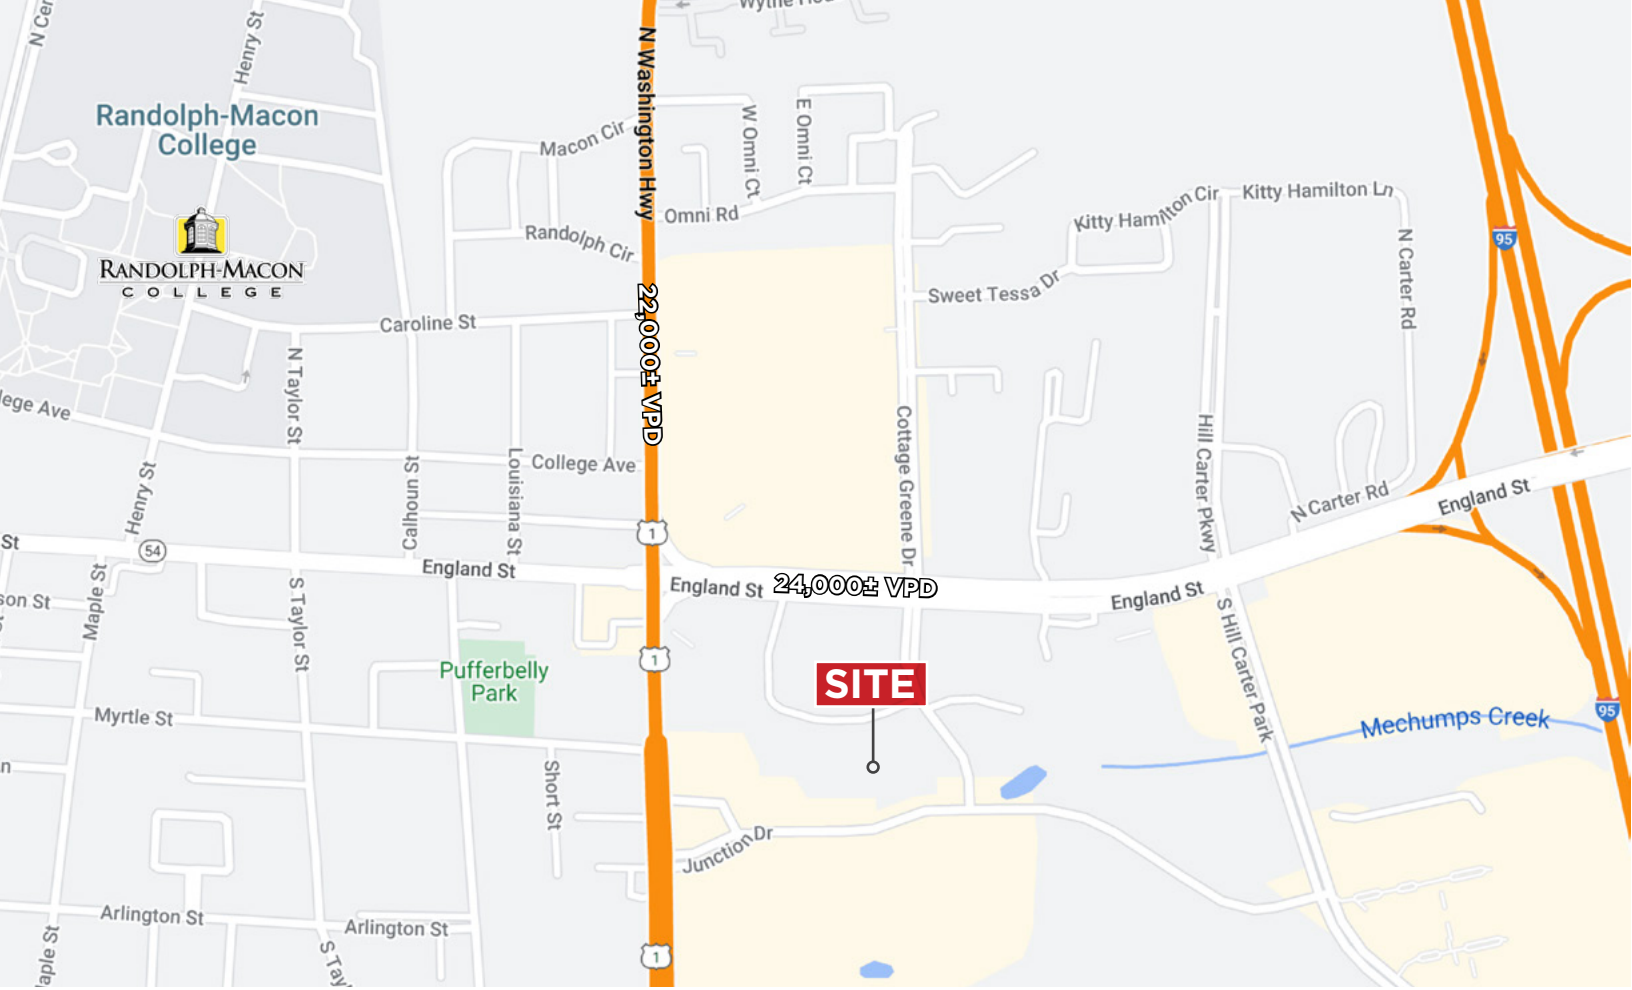 N Cer
Henry St
N Washington Hwy
Randolph-Macon
College
RANDOLPH-MACON
COLLEGE
Macon Cir
W Omni Ct
E Omni Ct
Omni Rd
Randolph Cir
Kitty Hamilton Cir
Kitty Hamilton Ln
N Carter Rd
95
Sweet Tessa Dr
22,000± VPD
Caroline St
N Taylor St
lege Ave
College Ave
Louisiana St
Calhoun St
Henry St
Cottage Greene Dr
Hill Carter Pkwy
N Carter Rd
England St
1
St
54
England St
England St
24,000± VPD
England St
son St
Maple St
S Taylor St
S Hill Carter Park
1
Pufferbelly
Park
SITE
95
Mechumps Creek
Myrtle St
n
Short St
Junction Dr
Arlington St
Arlington St
aple St
S Tay
1